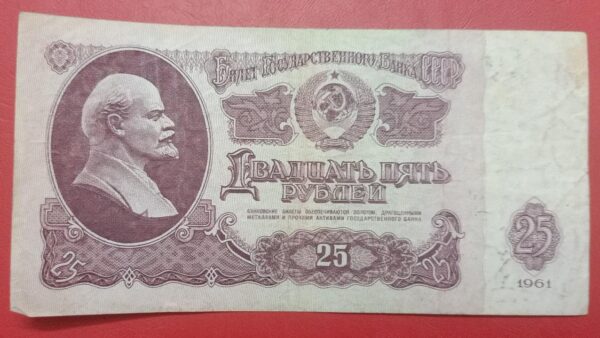 Билет Государственного Банка СССР
Двадцать пять
рублей
БАНКОВСКИЕ БИЛЕТЫ ОБЕСПЕЧИВАЮТСЯ ЗОЛОТОМ, ДРАГОЦЕННЫМИ
МЕТАЛЛАМИ И ПРОЧИМИ АКТИВАМИ ГОСУДАРСТВЕННОГО БАНКА
25
25
25
25
1961